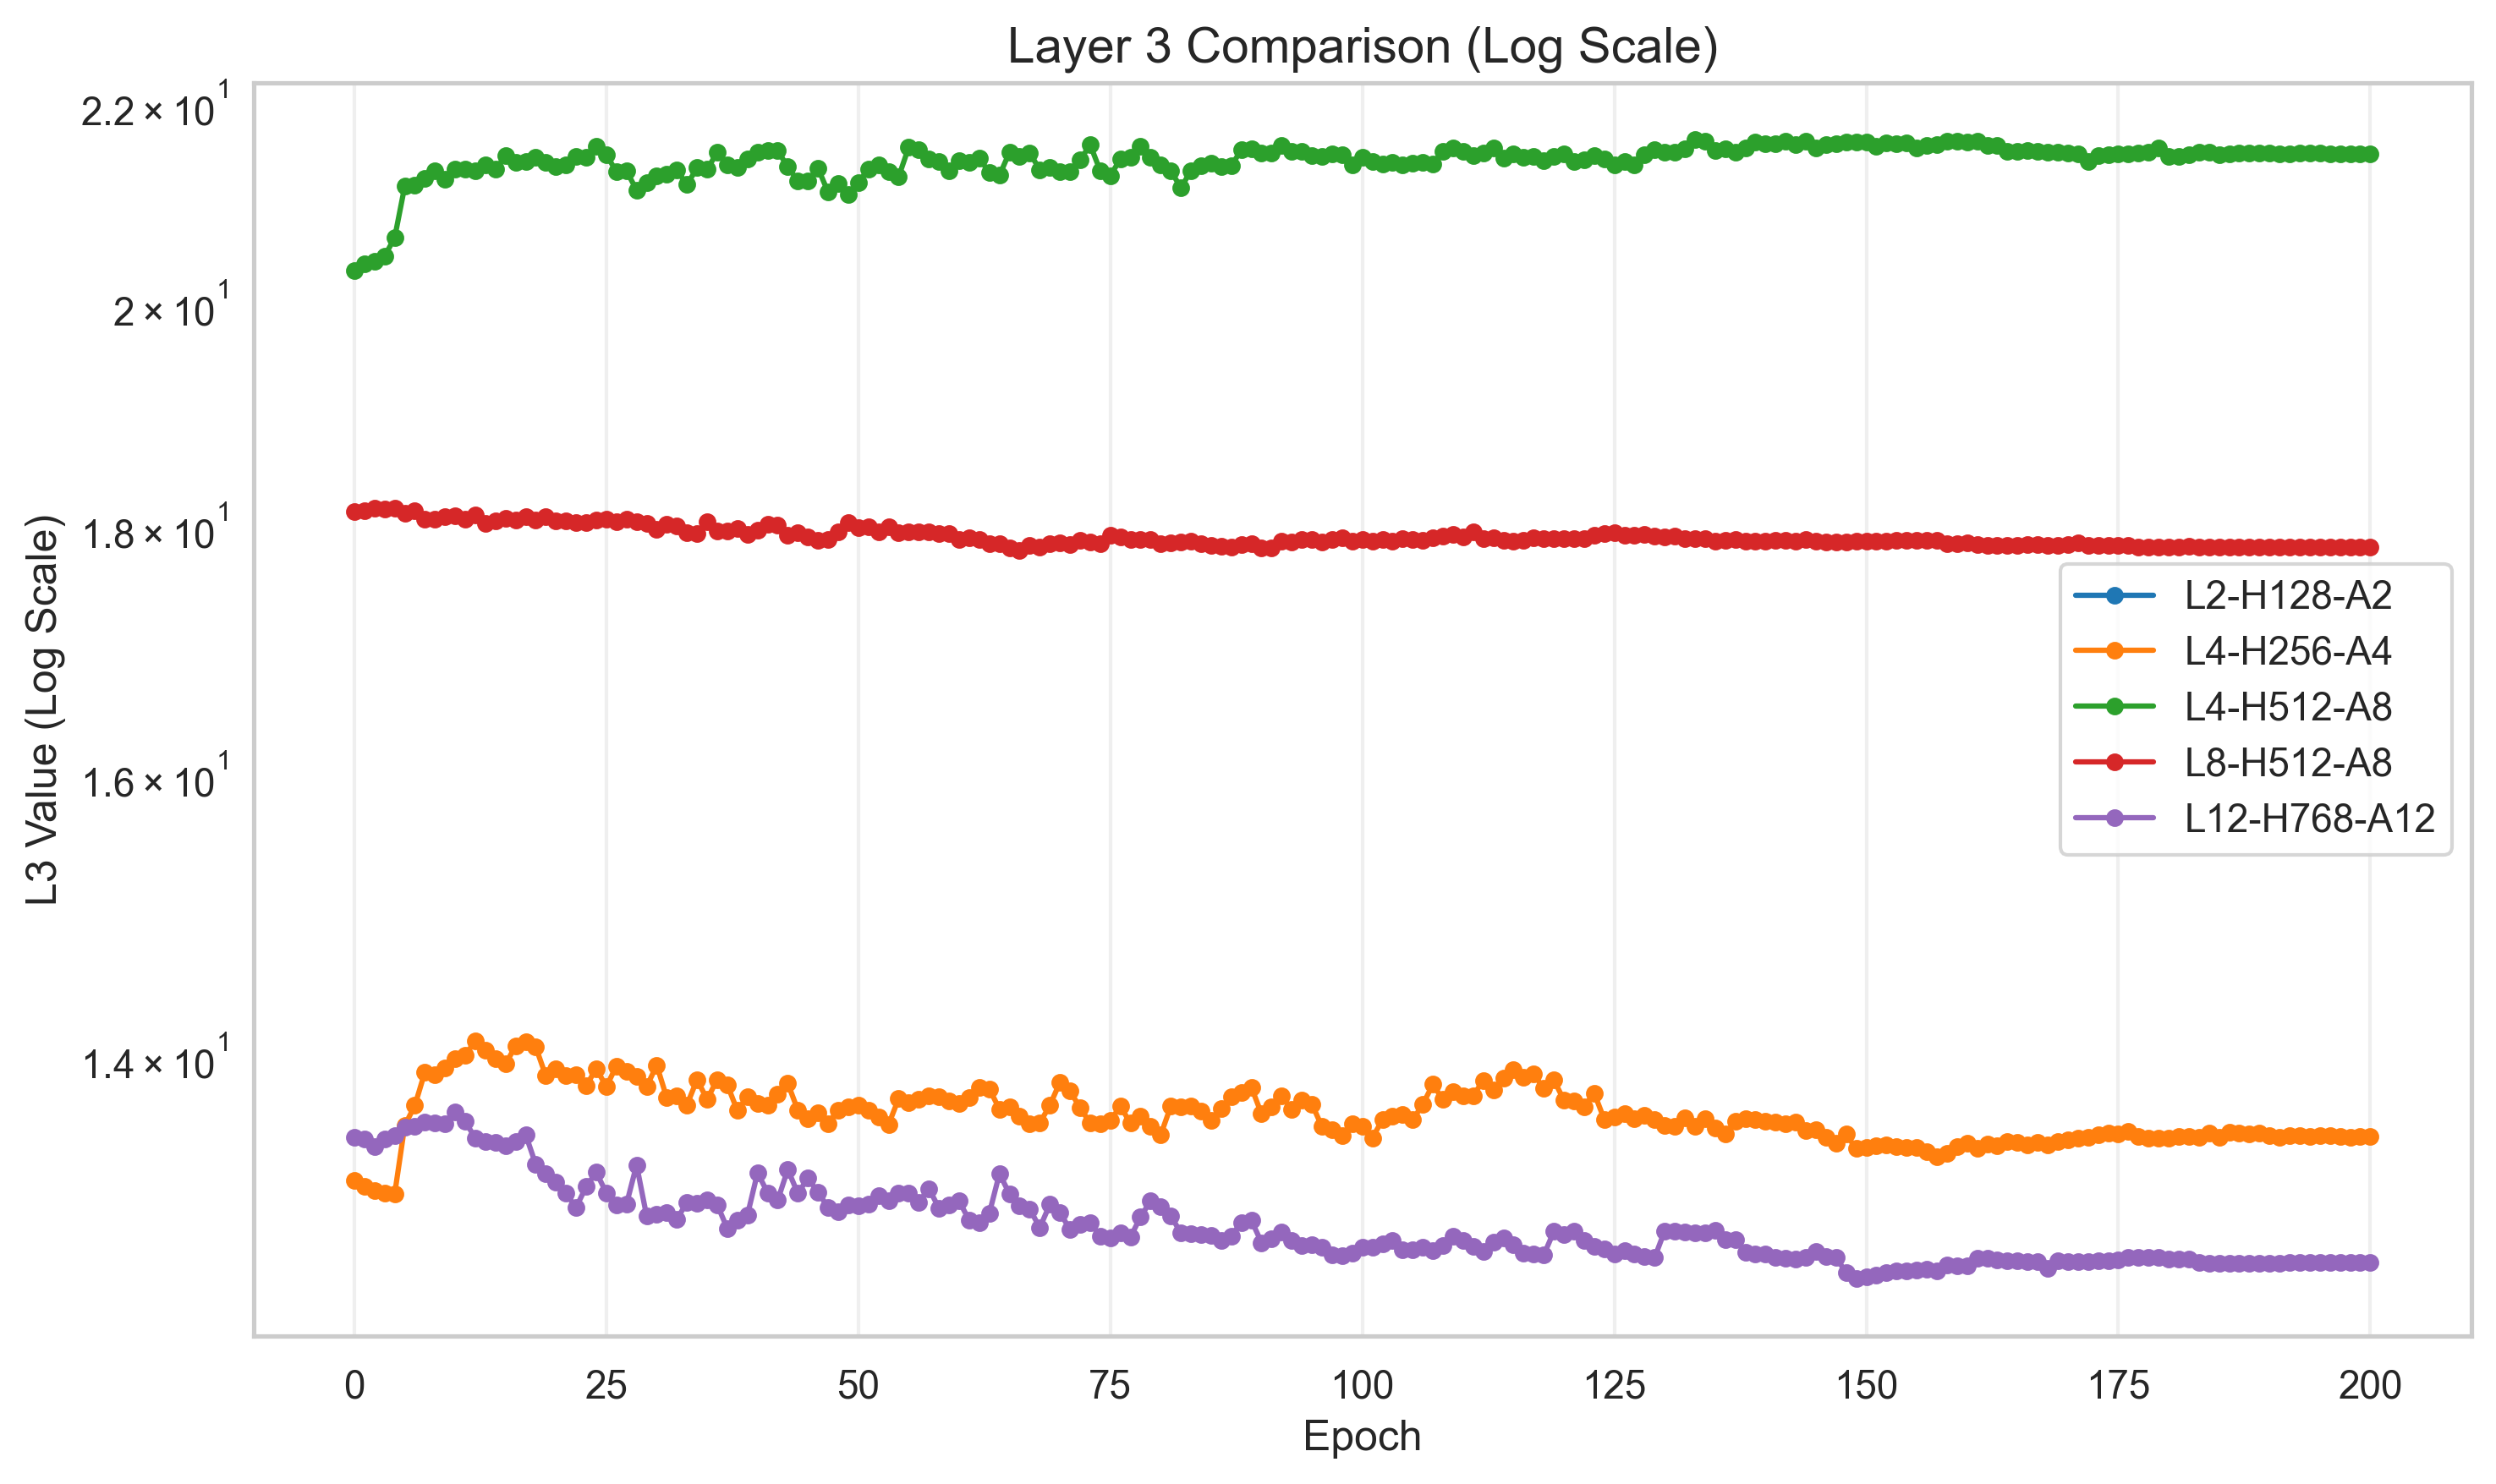 Layer 3 Comparison (Log Scale)
2.2 × 10¹
2 × 10¹
1.8 × 10¹
1.6 × 10¹
1.4 × 10¹
L3 Value (Log Scale)
L2-H128-A2
L4-H256-A4
L4-H512-A8
L8-H512-A8
L12-H768-A12
0 25 50 75 100 125 150 175 200
Epoch